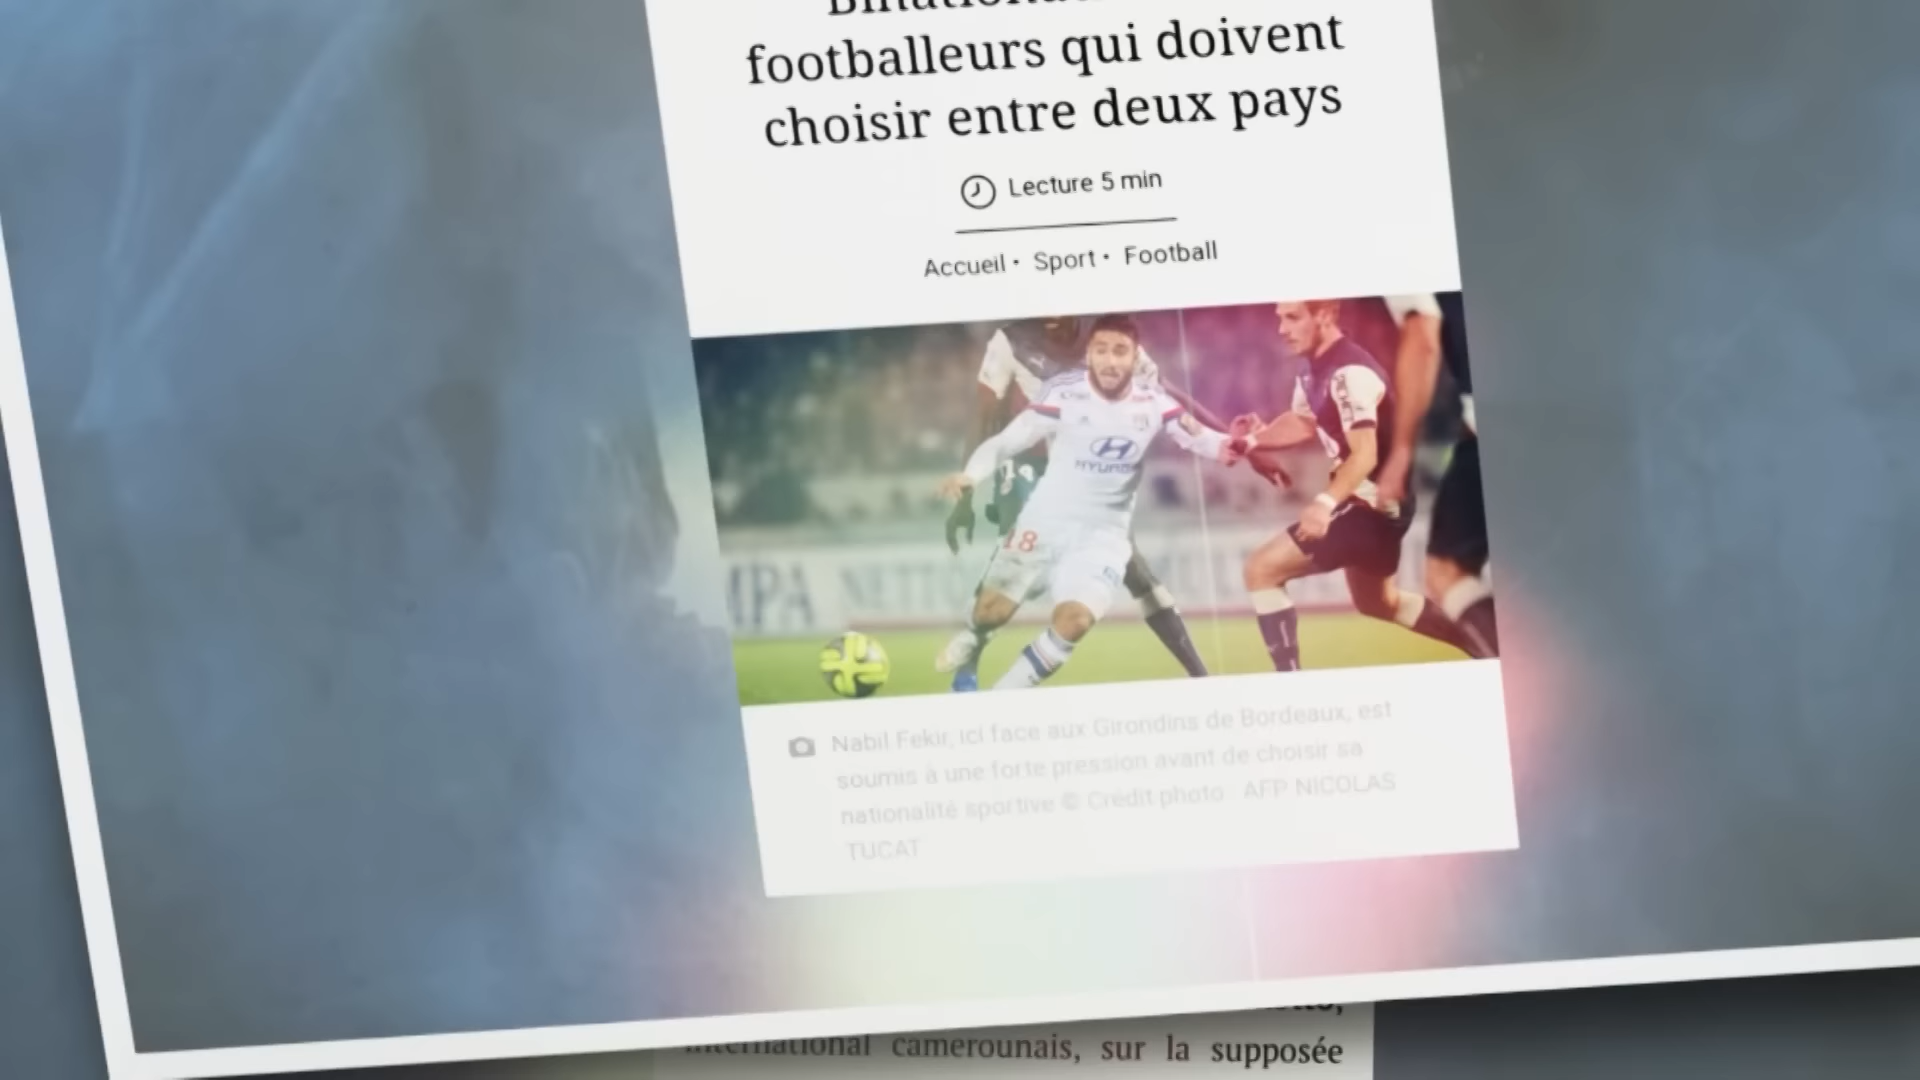 footballeurs qui doivent
choisir entre deux pays
Lecture 5 min
Accueil • Sport • Football
HYUNDAI
18
MPA NETTO
Nabil Fekir, ici face aux Girondins de Bordeaux, est
soumis à une forte pression avant de choisir sa
nationalité sportive © Crédit photo : AFP NICOLAS
TUCAT
international camerounais, sur la supposée